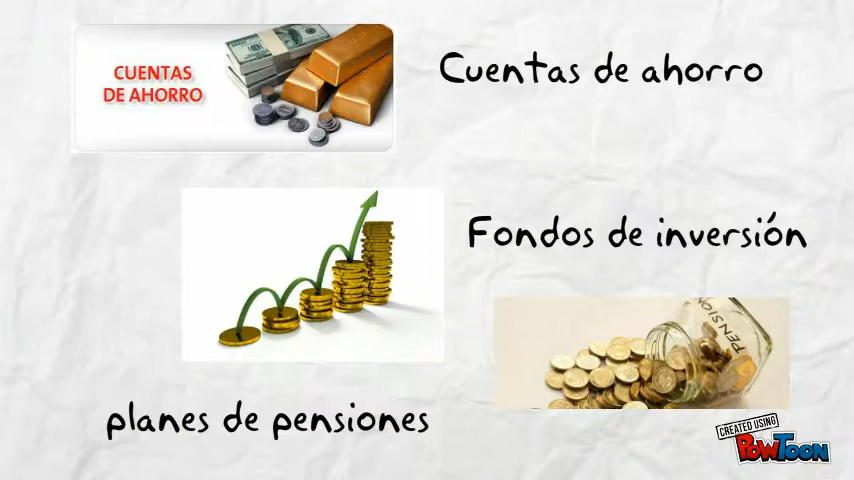 CUENTAS
DE AHORRO
Cuentas de ahorro
Fondos de inversión
PENSION
planes de pensiones
CREATED USING
POWTOON